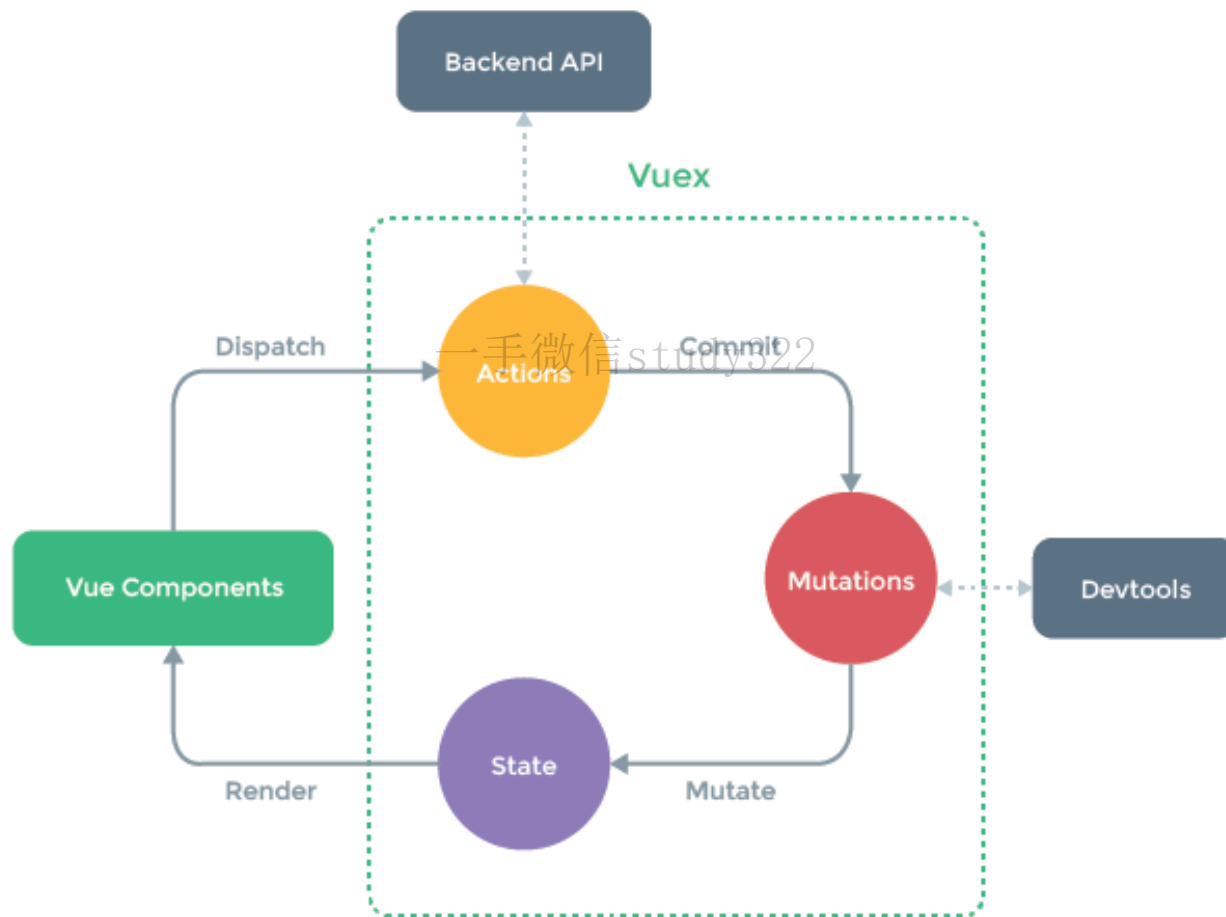 Backend API
Vuex
Dispatch
Commit
一手微信study322
Actions
Vue Components
Mutations
Devtools
State
Render
Mutate